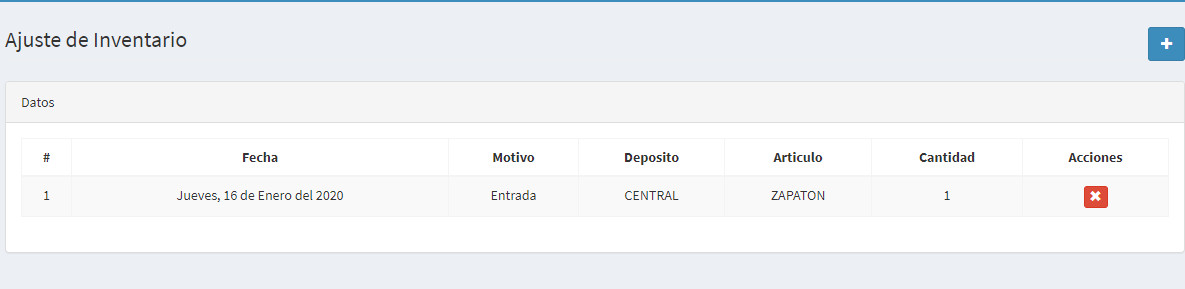 Ajuste de Inventario
Datos
# Fecha Motivo Deposito Articulo Cantidad Acciones
1 Jueves, 16 de Enero del 2020 Entrada CENTRAL ZAPATON 1